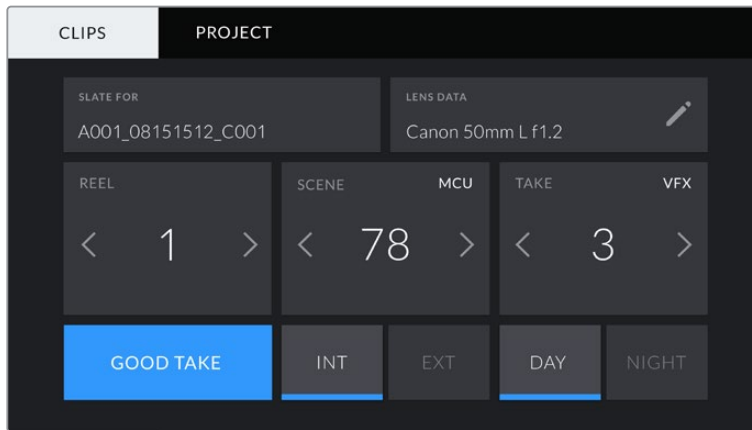 CLIPS PROJECT
SLATE FOR LENS DATA
A001_08151512_C001 Canon 50mm L f1.2
REEL SCENE MCU TAKE VFX
1 78 3
GOOD TAKE INT EXT DAY NIGHT